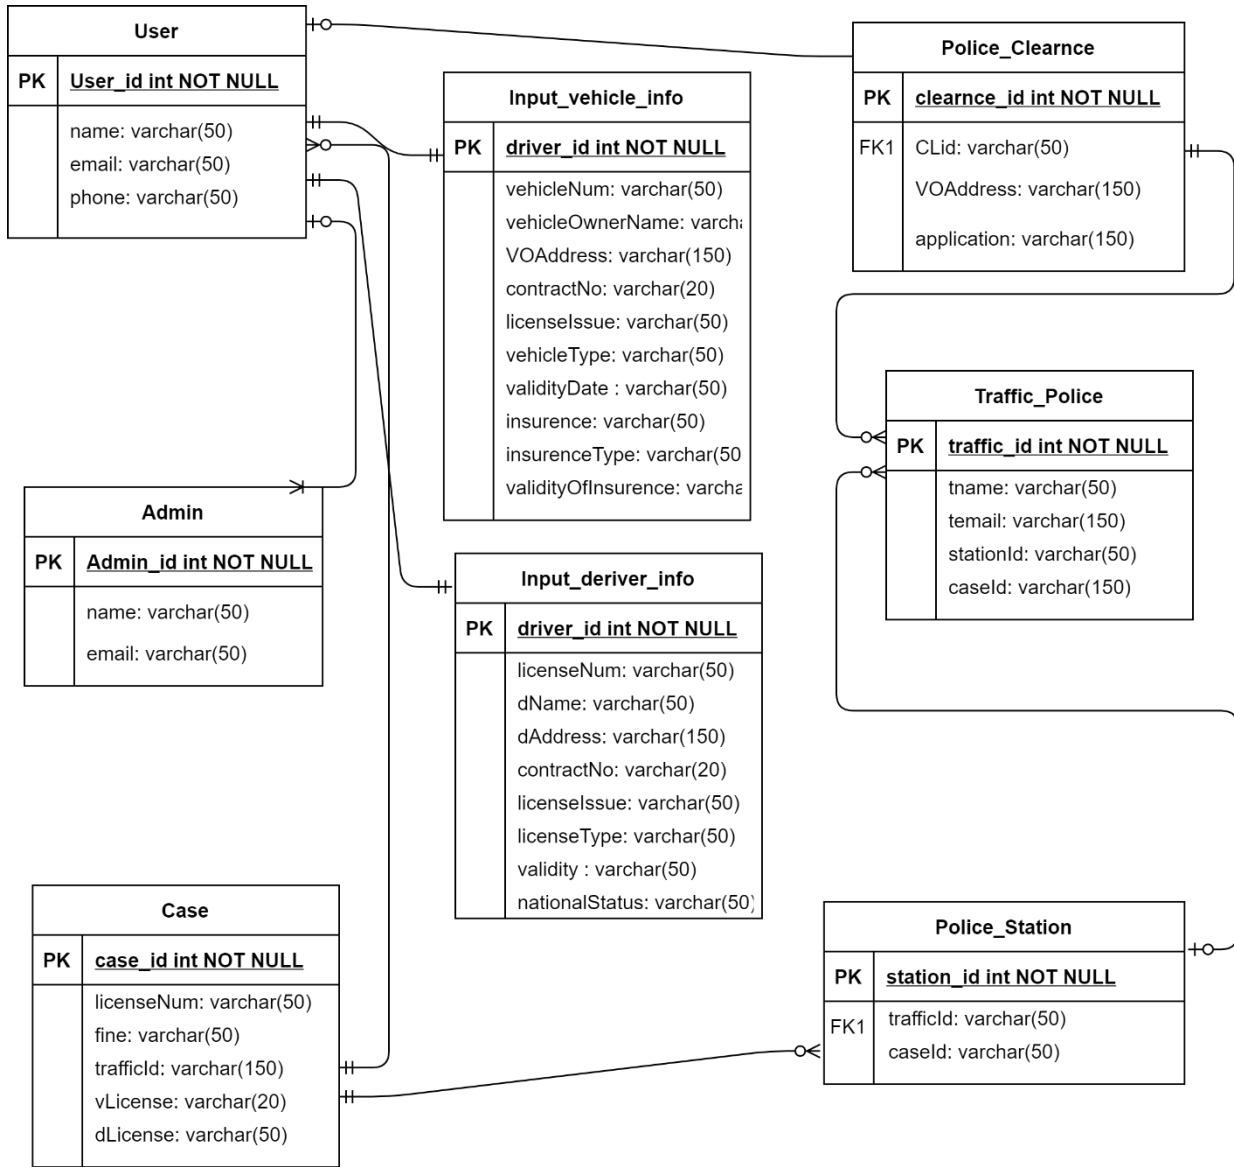 User
PK User_id int NOT NULL
name: varchar(50)
email: varchar(50)
phone: varchar(50)
Input_vehicle_info
PK driver_id int NOT NULL
vehicleNum: varchar(50)
vehicleOwnerName: varcha
VOAddress: varchar(150)
contractNo: varchar(20)
licenseIssue: varchar(50)
vehicleType: varchar(50)
validityDate : varchar(50)
insurence: varchar(50)
insurenceType: varchar(50
validityOfInsurence: varcha
Police_Clearnce
PK clearnce_id int NOT NULL
FK1 CLid: varchar(50)
VOAddress: varchar(150)
application: varchar(150)
Traffic_Police
PK traffic_id int NOT NULL
tname: varchar(50)
temail: varchar(150)
stationId: varchar(50)
caseId: varchar(150)
Admin
PK Admin_id int NOT NULL
name: varchar(50)
email: varchar(50)
Input_deriver_info
PK driver_id int NOT NULL
licenseNum: varchar(50)
dName: varchar(50)
dAddress: varchar(150)
contractNo: varchar(20)
licenseIssue: varchar(50)
licenseType: varchar(50)
validity : varchar(50)
nationalStatus: varchar(50)
Case
PK case_id int NOT NULL
licenseNum: varchar(50)
fine: varchar(50)
trafficId: varchar(150)
vLicense: varchar(20)
dLicense: varchar(50)
Police_Station
PK station_id int NOT NULL
FK1 trafficId: varchar(50)
caseId: varchar(50)